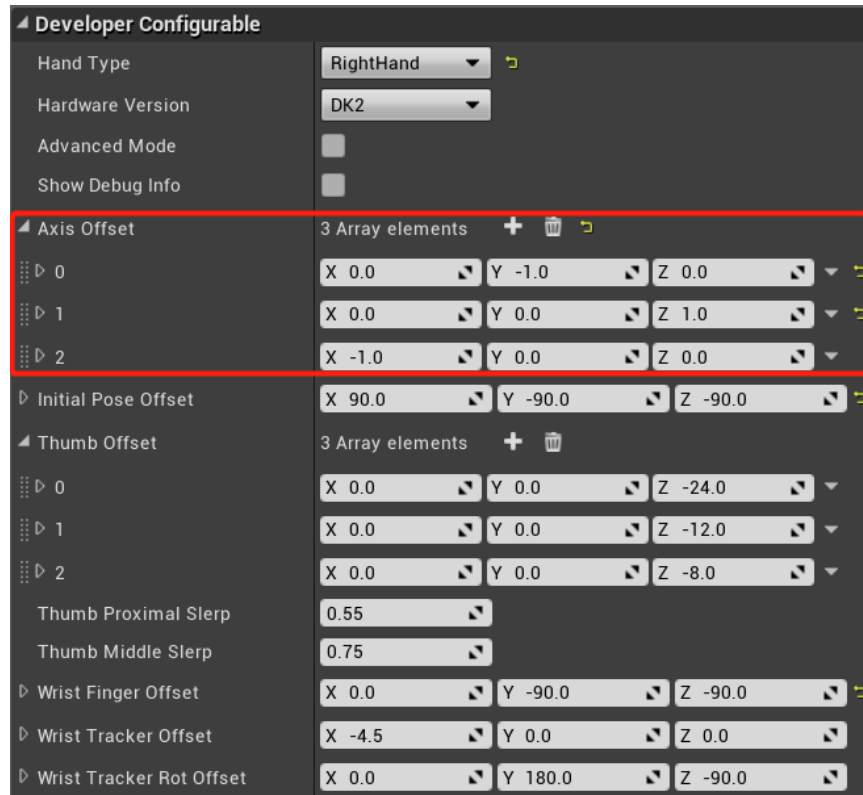 Developer Configurable
Hand Type RightHand
Hardware Version DK2
Advanced Mode
Show Debug Info
Axis Offset 3 Array elements
0 X 0.0 Y -1.0 Z 0.0
1 X 0.0 Y 0.0 Z 1.0
2 X -1.0 Y 0.0 Z 0.0
Initial Pose Offset X 90.0 Y -90.0 Z -90.0
Thumb Offset 3 Array elements
0 X 0.0 Y 0.0 Z -24.0
1 X 0.0 Y 0.0 Z -12.0
2 X 0.0 Y 0.0 Z -8.0
Thumb Proximal Slerp 0.55
Thumb Middle Slerp 0.75
Wrist Finger Offset X 0.0 Y -90.0 Z -90.0
Wrist Tracker Offset X -4.5 Y 0.0 Z 0.0
Wrist Tracker Rot Offset X 0.0 Y 180.0 Z -90.0